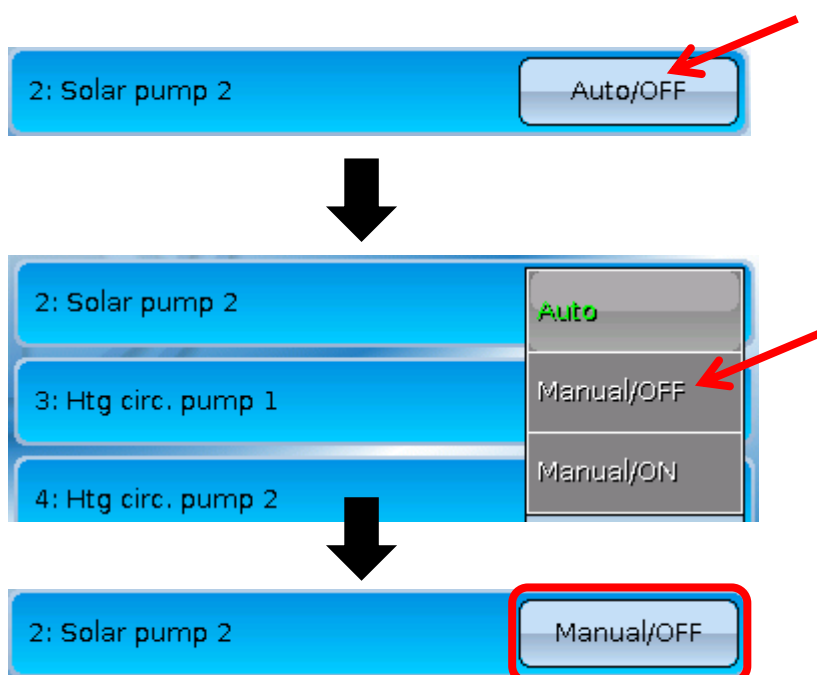 2: Solar pump 2 Auto/OFF
2: Solar pump 2 Auto
3: Htg circ. pump 1 Manual/OFF
4: Htg circ. pump 2 Manual/ON
2: Solar pump 2 Manual/OFF